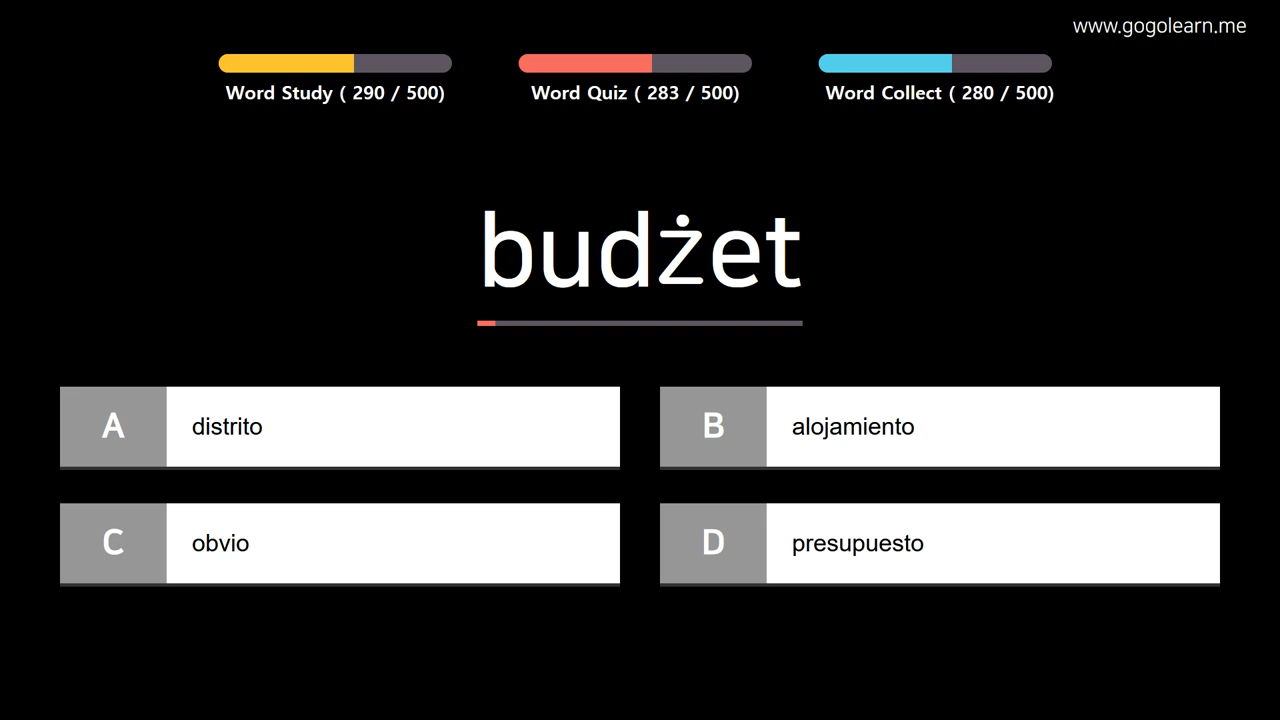 www.gogolearn.me
Word Study ( 290 / 500)
Word Quiz ( 283 / 500)
Word Collect ( 280 / 500)
budżet
A distrito
B alojamiento
C obvio
D presupuesto